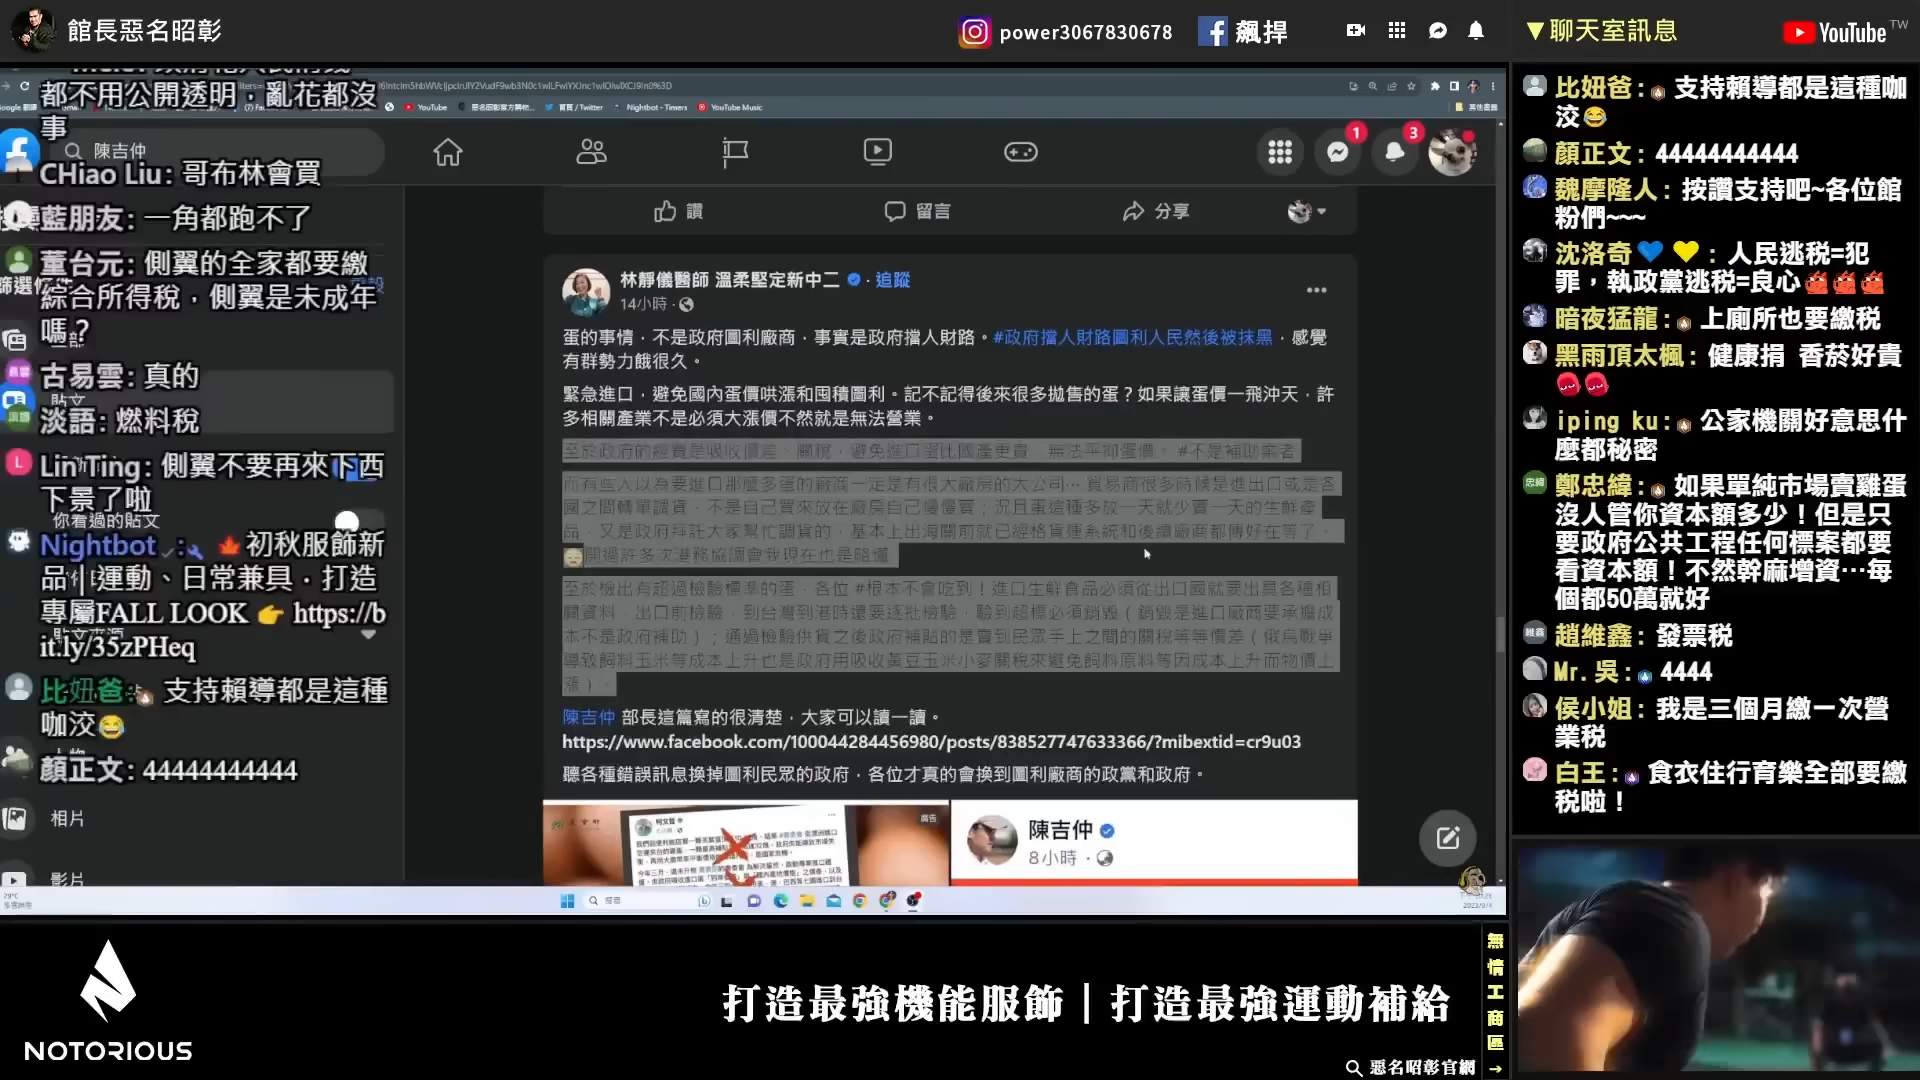 館長惡名昭彰
power3067830678
飆捍
▼聊天室訊息
YouTube TW
都不用公開透明，亂花都沒
事
陳吉仲
CHiao Liu: 哥布林會買
藍朋友: 一角都跑不了
董台元: 側翼的全家都要繳
綜合所得稅，側翼是未成年
嗎？
古易雲: 真的
貼文
淡語: 燃料稅
Lin Ting: 側翼不要再來下西
下景了啦
你看過的貼文
Nightbot: 🍁初秋服飾新
品｜運動、日常兼具．打造
專屬FALL LOOK 👉 https://b
it.ly/35zPHeq
貼文來源
比妞爸: 支持賴導都是這種
咖洨😂
顏正文: 44444444444
相片
影片
YouTube
Nightbot - Timers
YouTube Music
讚
留言
分享
1
3
林靜儀醫師 溫柔堅定新中二 · 追蹤
14小時 ·
蛋的事情，不是政府圖利廠商，事實是政府擋人財路。#政府擋人財路圖利人民然後被抹黑，感覺
有群勢力餓很久。
緊急進口，避免國內蛋價哄漲和囤積圖利。記不記得後來很多拋售的蛋？如果讓蛋價一飛沖天，許
多相關產業不是必須大漲價不然就是無法營業。
至於政府的經費是吸收價差、關稅，避免進口蛋比國產更貴，無法平抑蛋價。 #不是補助業者
而有些人以為要進口那麼多蛋的廠商一定是有很大廠房的大公司⋯ 貿易商很多時候是進出口或是各
國之間轉單調貨，不是自己買來放在廠房自己慢慢賣；況且蛋這種多放一天就少賣一天的生鮮產
品，又是政府拜託大家幫忙調貨的，基本上出海關前就已經格貨運系統和後續廠商都傳好在等了。
開過許多次港務協調會我現在也是略懂
至於檢出有超過檢驗標準的蛋，各位 #根本不會吃到！進口生鮮食品必須從出口國就要出具各種相
關資料，出口前檢驗，到台灣到港時還要逐批檢驗，驗到超標必須銷毀（銷毀是進口廠商要承擔成
本不是政府補助）；通過檢驗供貨之後政府補貼的是賣到民眾手上之間的關稅等等價差（俄烏戰爭
導致飼料玉米等成本上升也是政府用吸收黃豆玉米小麥關稅來避免飼料原料等因成本上升而物價上
漲）。
陳吉仲 部長這篇寫的很清楚，大家可以讀一讀。
https://www.facebook.com/100044284456980/posts/838527747633366/?mibextid=cr9u03
聽各種錯誤訊息換掉圖利民眾的政府，各位才真的會換到圖利廠商的政黨和政府。
廣告
陳吉仲
8小時 ·
搜尋
2023/9/4
比妞爸: 支持賴導都是這種咖
洨😂
顏正文: 44444444444
魏摩隆人: 按讚支持吧~各位館
粉們~~~
沈洛奇💙💛: 人民逃稅=犯
罪，執政黨逃稅=良心
暗夜猛龍: 上廁所也要繳稅
黑雨頂太楓: 健康捐 香菸好貴
iping ku: 公家機關好意思什
麼都秘密
鄭忠緯: 如果單純市場賣雞蛋
沒人管你資本額多少！但是只
要政府公共工程任何標案都要
看資本額！不然幹麻增資⋯每
個都50萬就好
趙維鑫: 發票稅
Mr. 吳: 4444
侯小姐: 我是三個月繳一次營
業稅
白王: 食衣住行育樂全部要繳
稅啦！
NOTORIOUS
打造最強機能服飾｜打造最強運動補給
惡名昭彰官網
無情工商區→